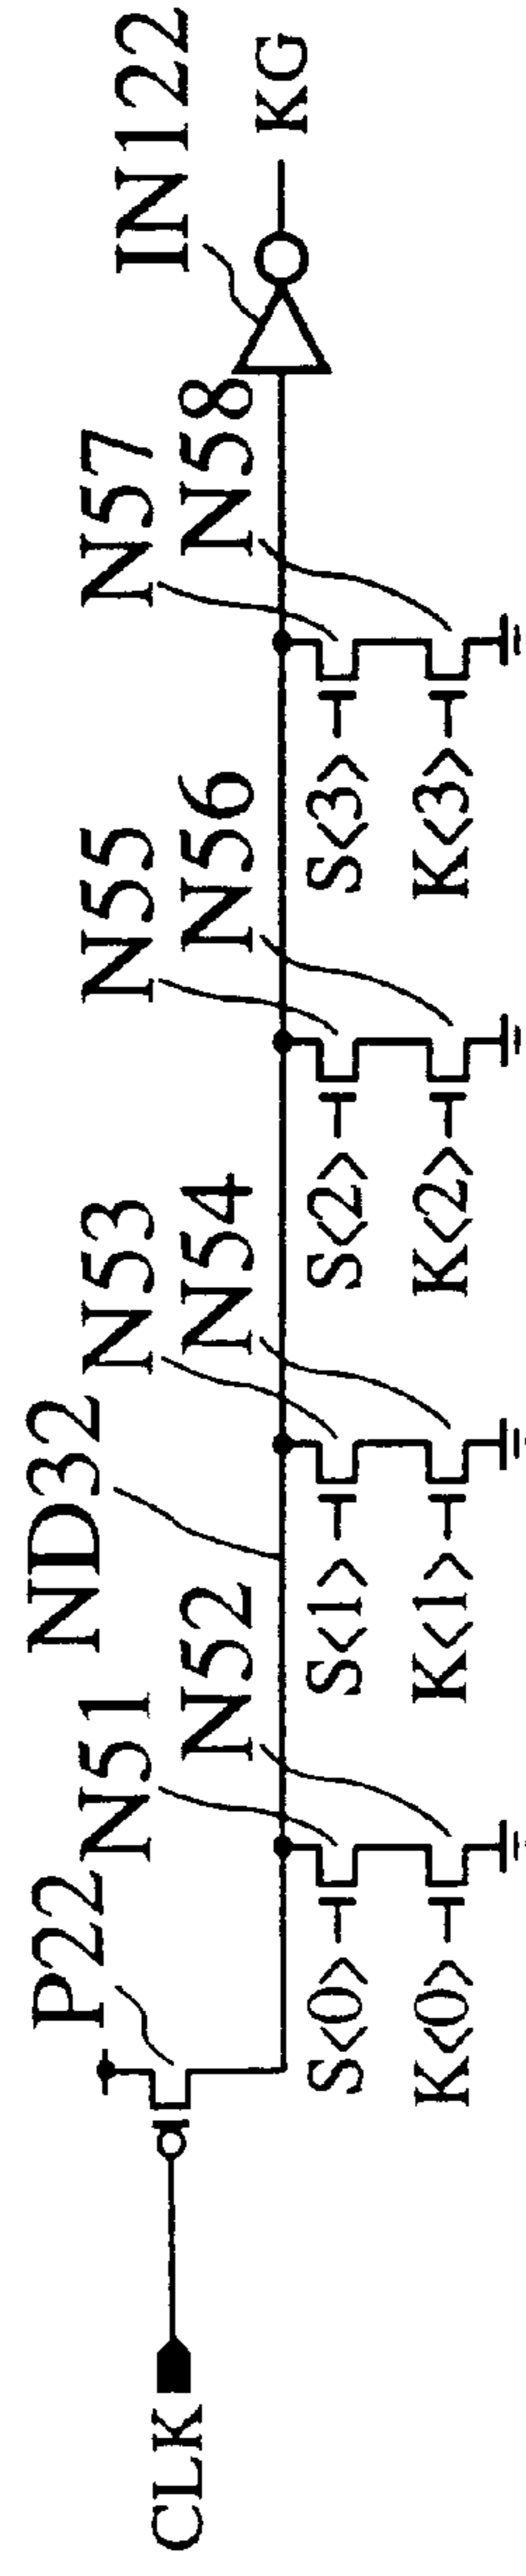 CLK
P22
N51
N52
ND32
N53
N54
N55
N56
N57
N58
IN122
KG
S<0>
K<0>
S<1>
K<1>
S<2>
K<2>
S<3>
K<3>